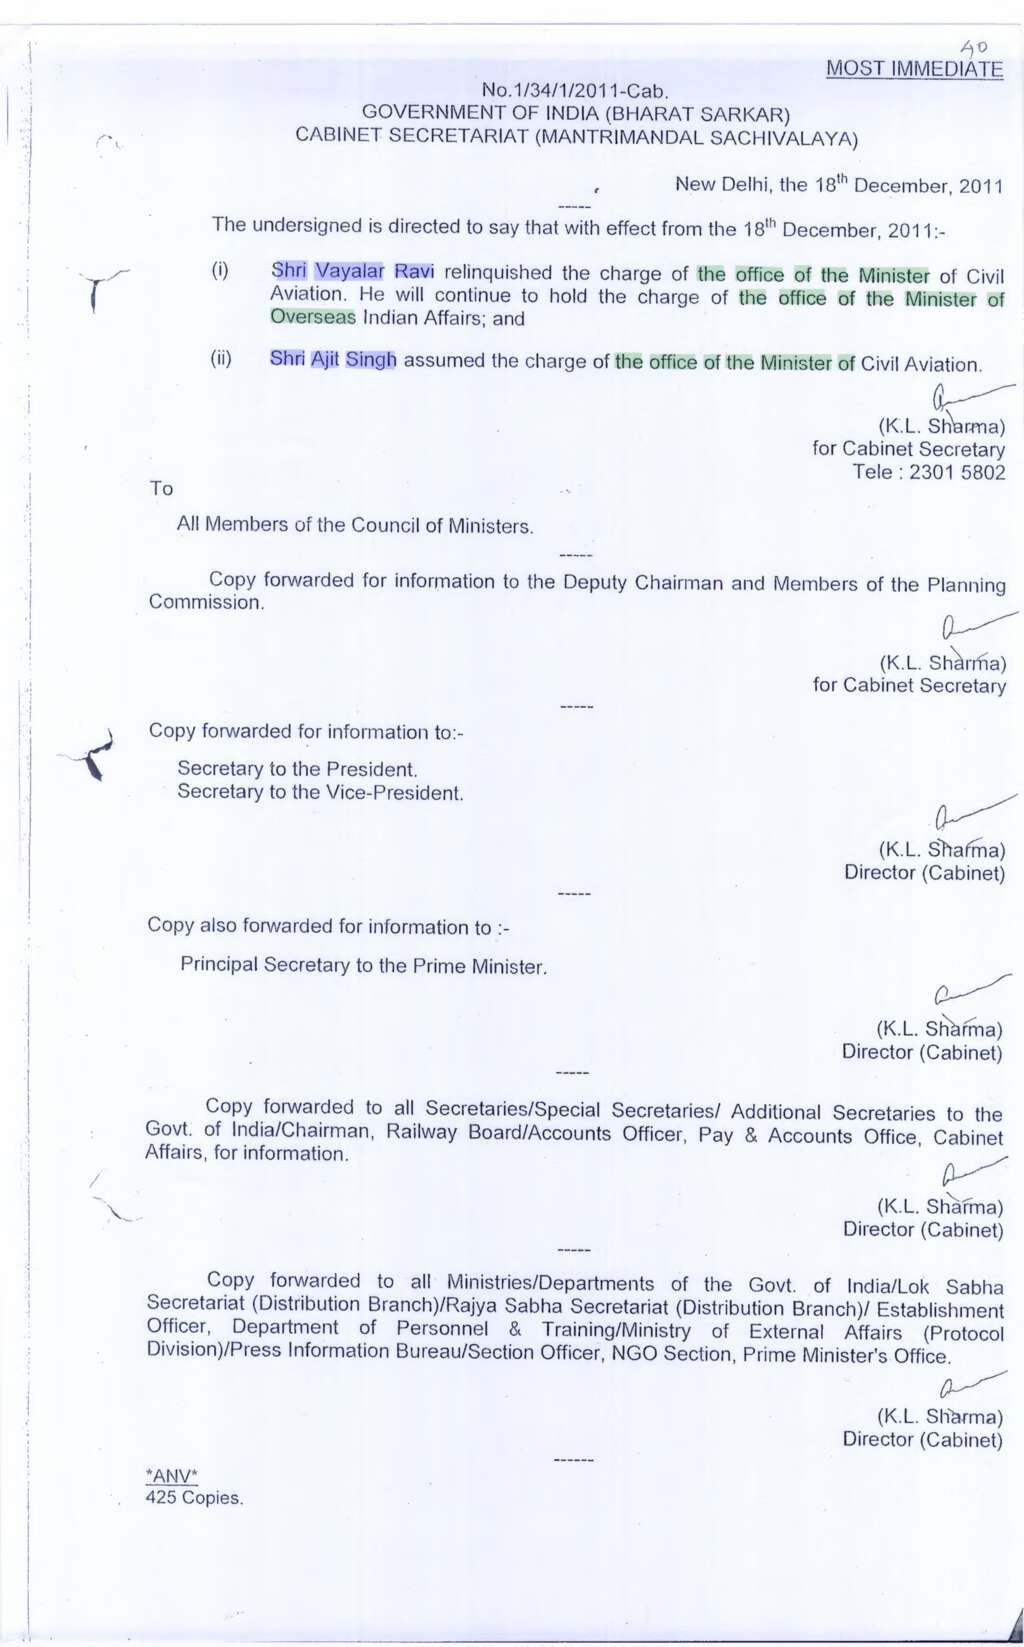 40
MOST IMMEDIATE
No.1/34/1/2011-Cab.
GOVERNMENT OF INDIA (BHARAT SARKAR)
CABINET SECRETARIAT (MANTRIMANDAL SACHIVALAYA)
New Delhi, the 18th December, 2011
-----
The undersigned is directed to say that with effect from the 18th December, 2011:-
(i) Shri Vayalar Ravi relinquished the charge of the office of the Minister of Civil
Aviation. He will continue to hold the charge of the office of the Minister of
Overseas Indian Affairs; and
(ii) Shri Ajit Singh assumed the charge of the office of the Minister of Civil Aviation.
(K.L. Sharma)
for Cabinet Secretary
Tele : 2301 5802
To
All Members of the Council of Ministers.
-----
Copy forwarded for information to the Deputy Chairman and Members of the Planning
Commission.
(K.L. Sharma)
for Cabinet Secretary
-----
Copy forwarded for information to:-
Secretary to the President.
Secretary to the Vice-President.
(K.L. Sharma)
Director (Cabinet)
-----
Copy also forwarded for information to :-
Principal Secretary to the Prime Minister.
(K.L. Sharma)
Director (Cabinet)
-----
Copy forwarded to all Secretaries/Special Secretaries/ Additional Secretaries to the
Govt. of India/Chairman, Railway Board/Accounts Officer, Pay & Accounts Office, Cabinet
Affairs, for information.
(K.L. Sharma)
Director (Cabinet)
-----
Copy forwarded to all Ministries/Departments of the Govt. of India/Lok Sabha
Secretariat (Distribution Branch)/Rajya Sabha Secretariat (Distribution Branch)/ Establishment
Officer, Department of Personnel & Training/Ministry of External Affairs (Protocol
Division)/Press Information Bureau/Section Officer, NGO Section, Prime Minister's Office.
(K.L. Sharma)
Director (Cabinet)
------
*ANV*
425 Copies.